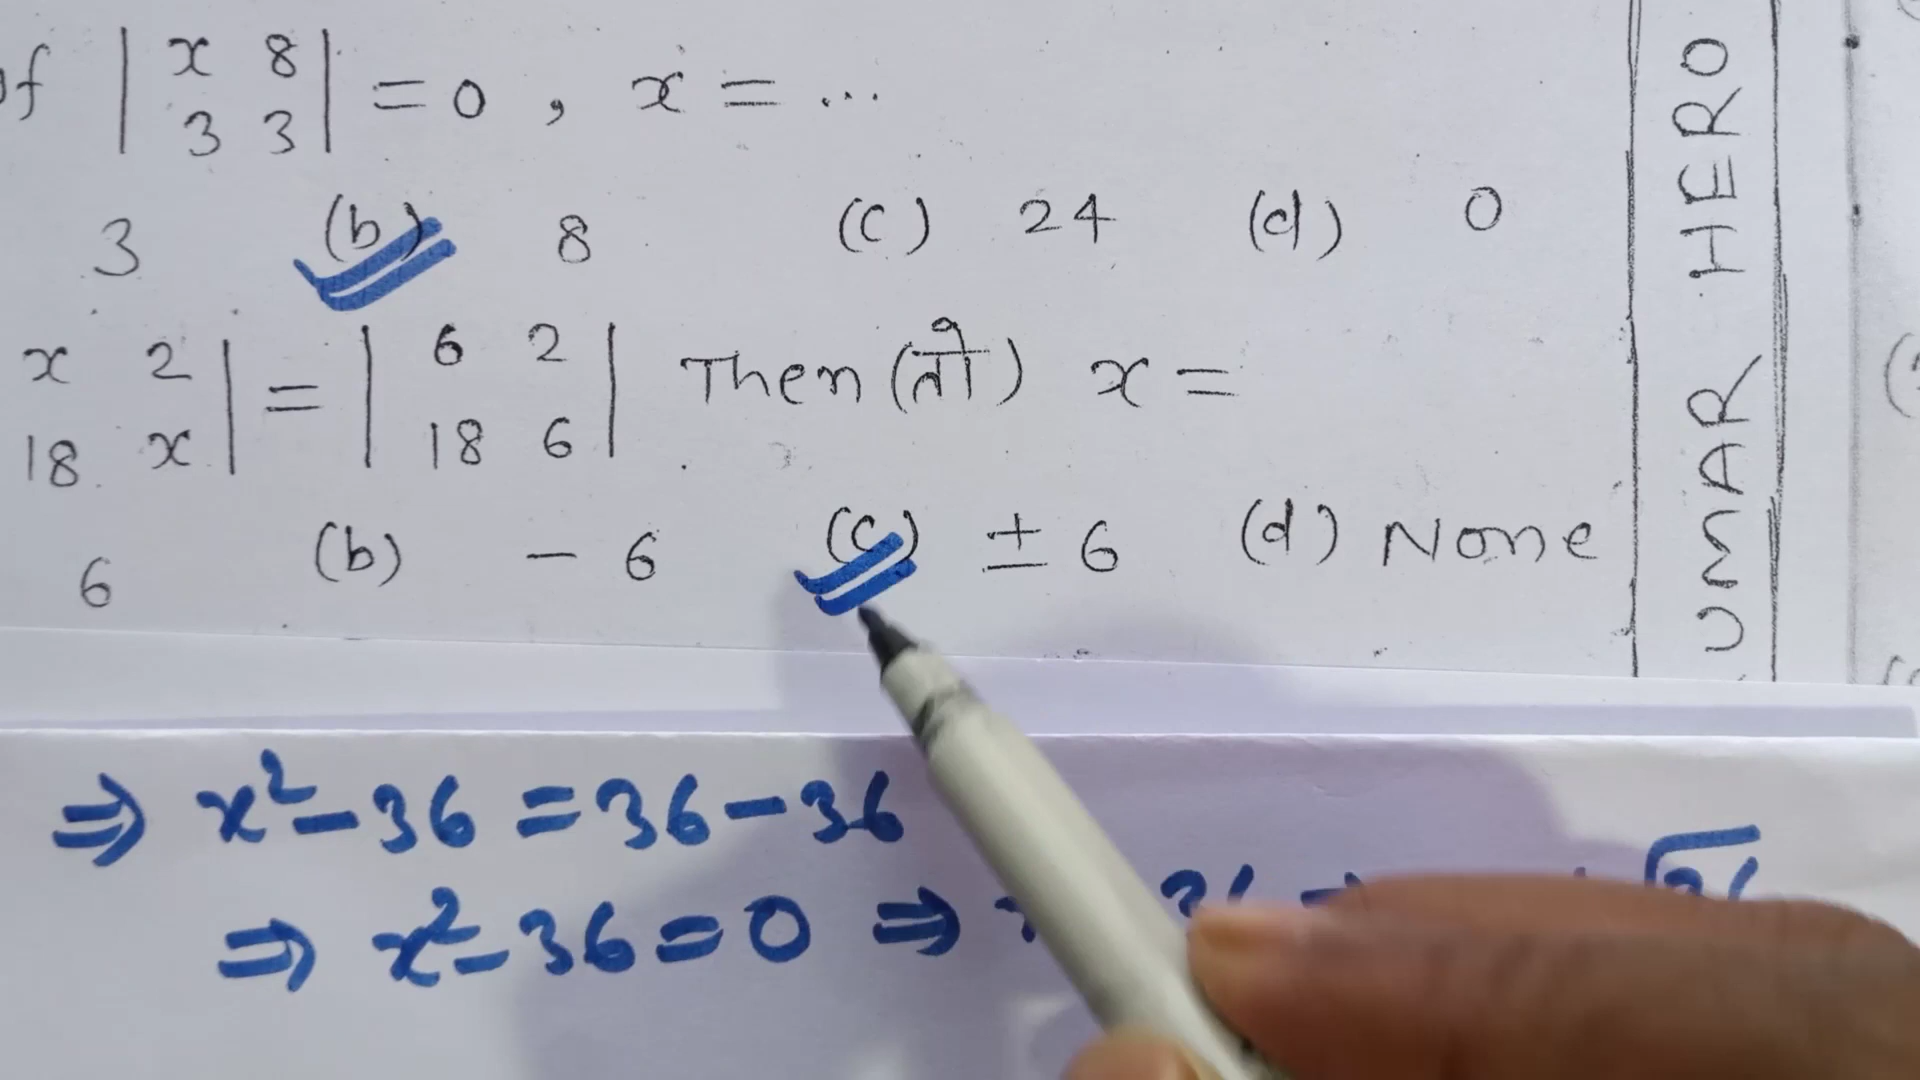 of | x 8 | = 0 , x = ...
3 3
3 (b) 8 (c) 24 (d) 0
x 2 | = | 6 2 | Then (तो) x =
18 x 18 6
6 (b) - 6 (c) ± 6 (d) None
UMAR HERO
⇒ x² - 36 = 36 - 36
⇒ x² - 36 = 0 ⇒